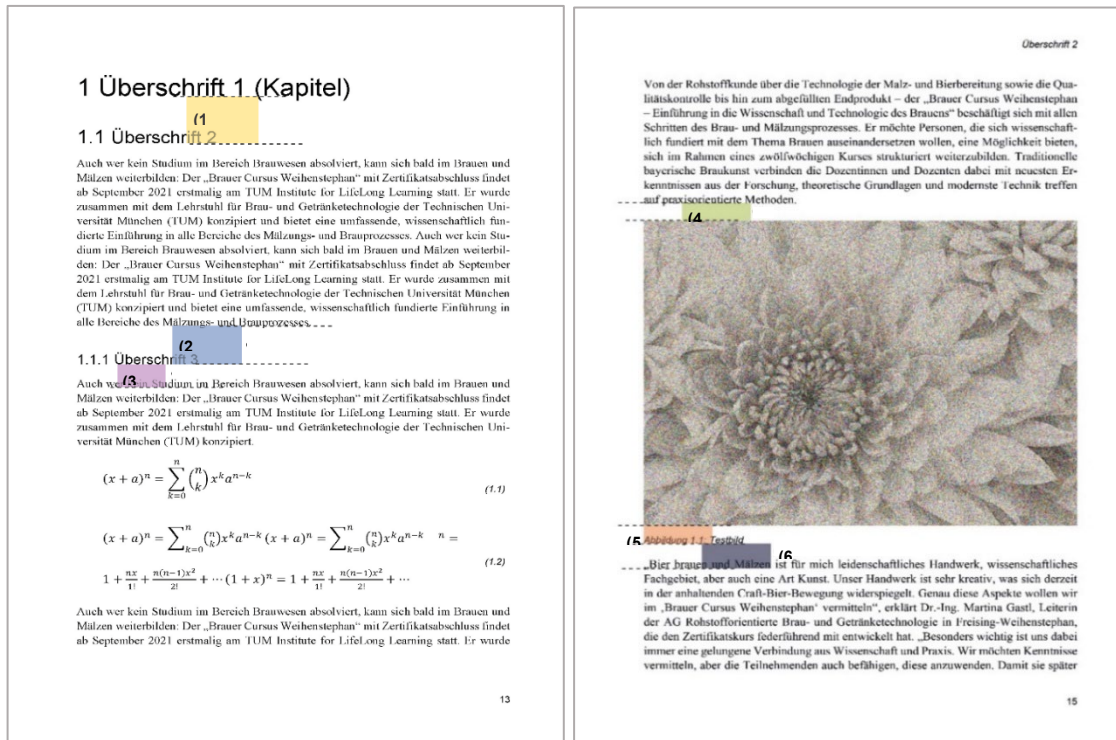 1 Überschrift 1 (Kapitel)
(1
1.1 Überschrift 2
Auch wer kein Studium im Bereich Brauwesen absolviert, kann sich bald im Brauen und
Mälzen weiterbilden: Der „Brauer Cursus Weihenstephan“ mit Zertifikatsabschluss findet
ab September 2021 erstmalig am TUM Institute for LifeLong Learning statt. Er wurde
zusammen mit dem Lehrstuhl für Brau- und Getränketechnologie der Technischen Uni-
versität München (TUM) konzipiert und bietet eine umfassende, wissenschaftlich fun-
dierte Einführung in alle Bereiche des Mälzungs- und Brauprozesses. Auch wer kein Stu-
dium im Bereich Brauwesen absolviert, kann sich bald im Brauen und Mälzen weiterbil-
den: Der „Brauer Cursus Weihenstephan“ mit Zertifikatsabschluss findet ab September
2021 erstmalig am TUM Institute for LifeLong Learning statt. Er wurde zusammen mit
dem Lehrstuhl für Brau- und Getränketechnologie der Technischen Universität München
(TUM) konzipiert und bietet eine umfassende, wissenschaftlich fundierte Einführung in
alle Bereiche des Mälzungs- und Brauprozesses.
(2
1.1.1 Überschrift 3
(3
Auch wer kein Studium im Bereich Brauwesen absolviert, kann sich bald im Brauen und
Mälzen weiterbilden: Der „Brauer Cursus Weihenstephan“ mit Zertifikatsabschluss findet
ab September 2021 erstmalig am TUM Institute for LifeLong Learning statt. Er wurde
zusammen mit dem Lehrstuhl für Brau- und Getränketechnologie der Technischen Uni-
versität München (TUM) konzipiert.
(x + a)^n = ∑_{k=0}^{n} (n k) x^k a^{n−k} (1.1)
(x + a)^n = ∑_{k=0}^{n} (n k) x^k a^{n−k} (x + a)^n = ∑_{k=0}^{n} (n k) x^k a^{n−k} n =
1 + nx/1! + n(n−1)x²/2! + ⋯ (1 + x)^n = 1 + nx/1! + n(n−1)x²/2! + ⋯ (1.2)
Auch wer kein Studium im Bereich Brauwesen absolviert, kann sich bald im Brauen und
Mälzen weiterbilden: Der „Brauer Cursus Weihenstephan“ mit Zertifikatsabschluss findet
ab September 2021 erstmalig am TUM Institute for LifeLong Learning statt. Er wurde
13
Überschrift 2
Von der Rohstoffkunde über die Technologie der Malz- und Bierbereitung sowie die Qua-
litätskontrolle bis hin zum abgefüllten Endprodukt – der „Brauer Cursus Weihenstephan
– Einführung in die Wissenschaft und Technologie des Brauens“ beschäftigt sich mit allen
Schritten des Brau- und Mälzungsprozesses. Er möchte Personen, die sich wissenschaft-
lich fundiert mit dem Thema Brauen auseinandersetzen wollen, eine Möglichkeit bieten,
sich im Rahmen eines zwölfwöchigen Kurses strukturiert weiterzubilden. Traditionelle
bayerische Braukunst verbinden die Dozentinnen und Dozenten dabei mit neuesten Er-
kenntnissen aus der Forschung, theoretische Grundlagen und modernste Technik treffen
auf praxisorientierte Methoden.
(4
(5
Abbildung 1.1: Testbild
(6
„Bier brauen und Mälzen ist für mich leidenschaftliches Handwerk, wissenschaftliches
Fachgebiet, aber auch eine Art Kunst. Unser Handwerk ist sehr kreativ, was sich derzeit
in der anhaltenden Craft-Bier-Bewegung widerspiegelt. Genau diese Aspekte wollen wir
im ‚Brauer Cursus Weihenstephan‘ vermitteln“, erklärt Dr.-Ing. Martina Gastl, Leiterin
der AG Rohstofforientierte Brau- und Getränketechnologie in Freising-Weihenstephan,
die den Zertifikatskurs federführend mit entwickelt hat. „Besonders wichtig ist uns dabei
immer eine gelungene Verbindung aus Wissenschaft und Praxis. Wir möchten Kenntnisse
vermitteln, aber die Teilnehmenden auch befähigen, diese anzuwenden. Damit sie später
15